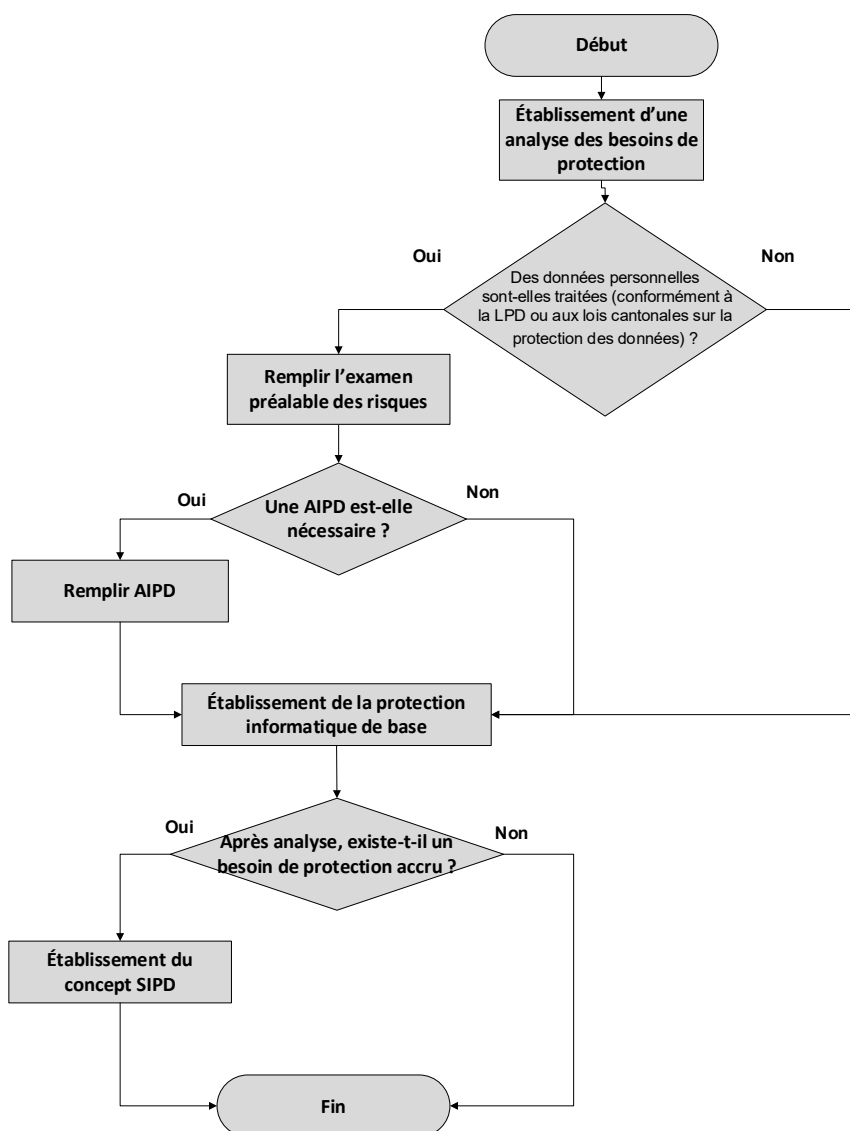 Début
Établissement d’une
analyse des besoins de
protection
Oui
Non
Des données personnelles
sont-elles traitées (conformément à
la LPD ou aux lois cantonales sur la
protection des données) ?
Remplir l’examen
préalable des risques
Oui
Non
Une AIPD est-elle
nécessaire ?
Remplir AIPD
Établissement de la protection
informatique de base
Oui
Non
Après analyse, existe-t-il un
besoin de protection accru ?
Établissement du
concept SIPD
Fin